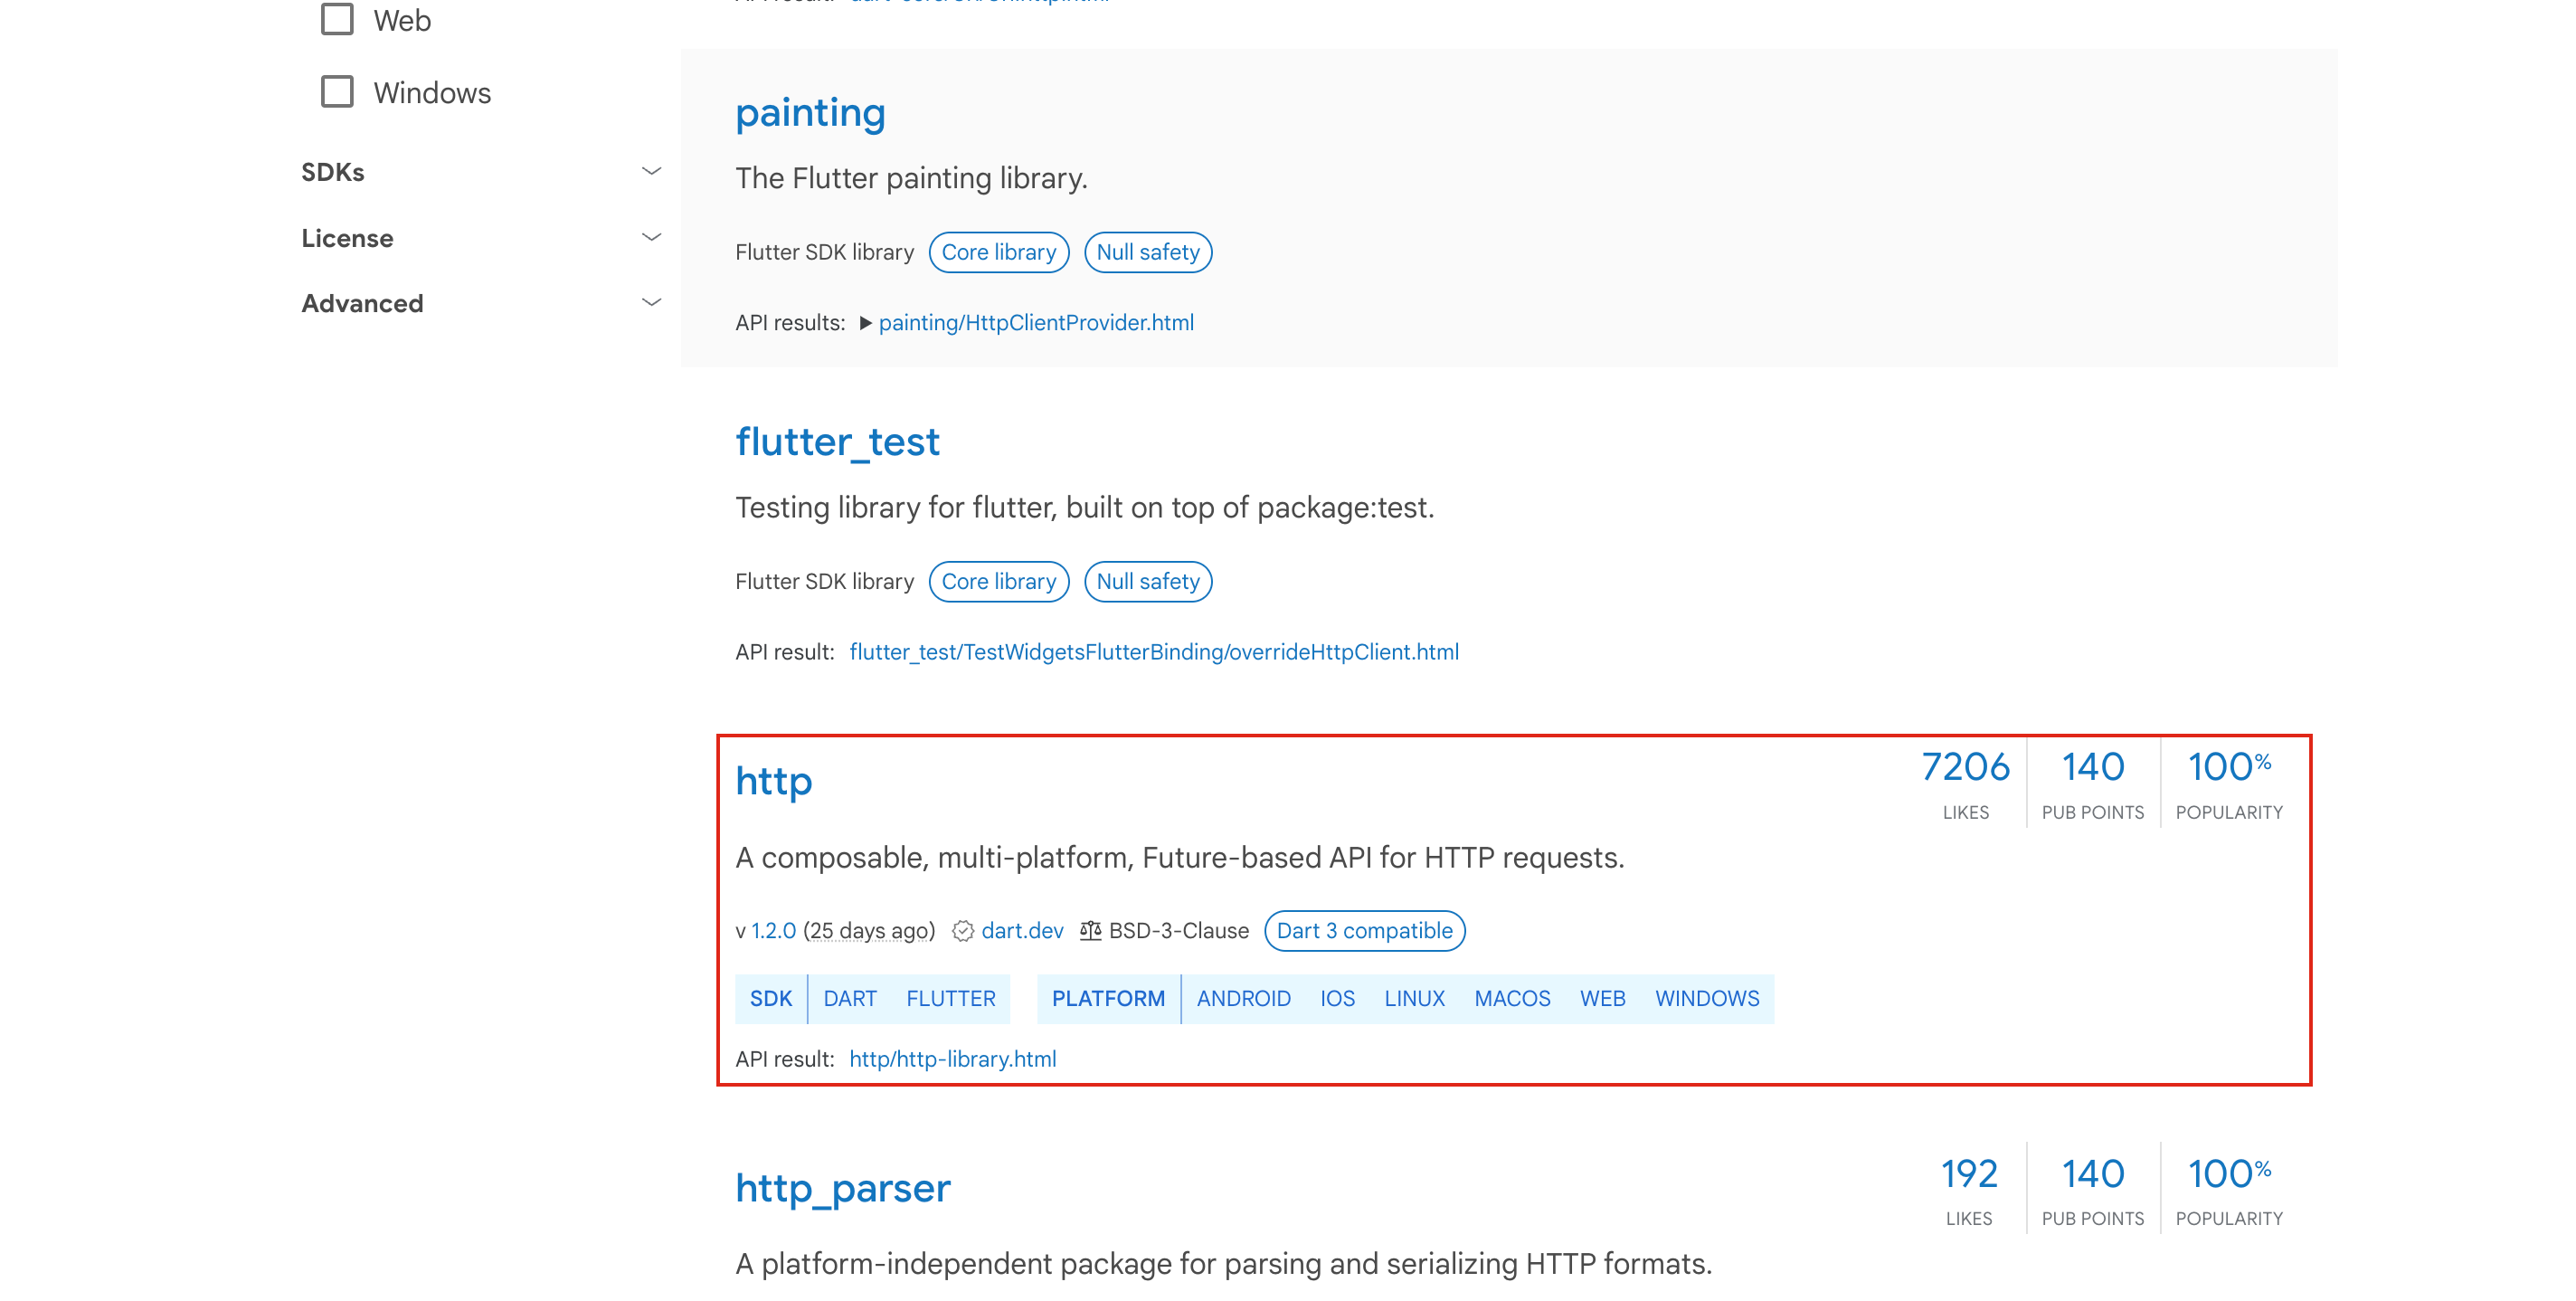 Web
Windows
SDKs
License
Advanced
painting
The Flutter painting library.
Flutter SDK library Core library Null safety
API results: ▶ painting/HttpClientProvider.html
flutter_test
Testing library for flutter, built on top of package:test.
Flutter SDK library Core library Null safety
API result: flutter_test/TestWidgetsFlutterBinding/overrideHttpClient.html
http
7206 140 100%
LIKES PUB POINTS POPULARITY
A composable, multi-platform, Future-based API for HTTP requests.
v 1.2.0 (25 days ago) dart.dev BSD-3-Clause Dart 3 compatible
SDK DART FLUTTER PLATFORM ANDROID IOS LINUX MACOS WEB WINDOWS
API result: http/http-library.html
http_parser
192 140 100%
LIKES PUB POINTS POPULARITY
A platform-independent package for parsing and serializing HTTP formats.